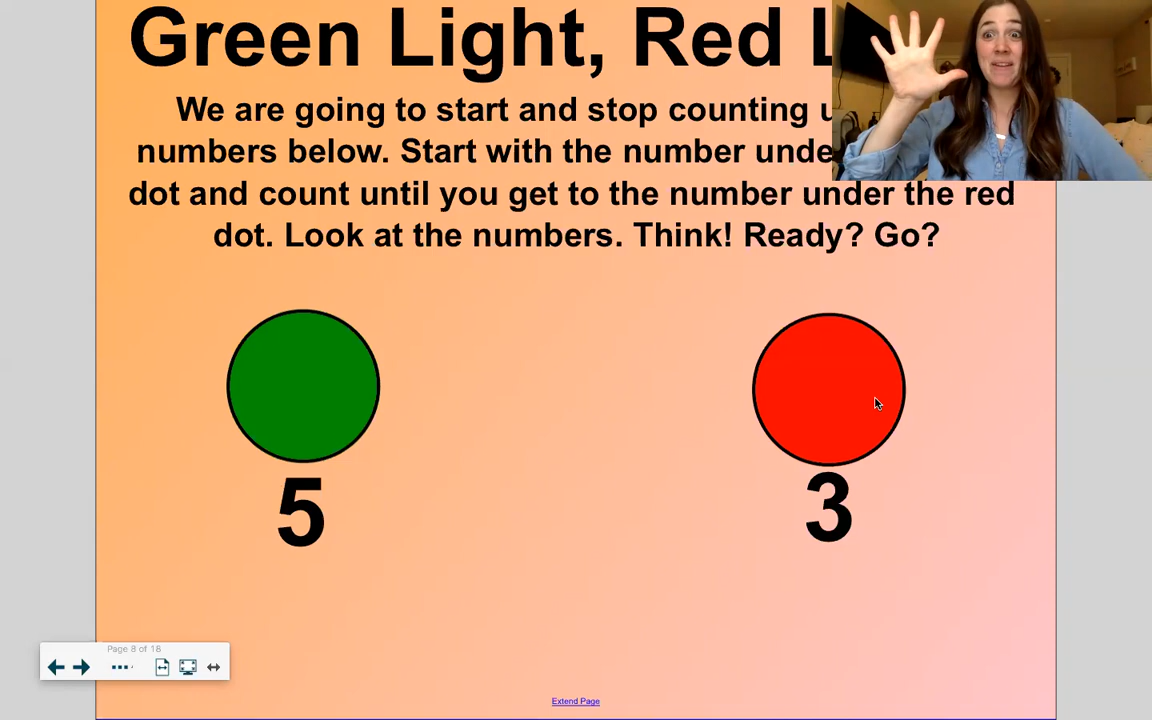 Green Light, Red L
We are going to start and stop counting
numbers below. Start with the number
dot and count until you get to the number under the red
dot. Look at the numbers. Think! Ready? Go?
5 3
Page 8 of 18
Extend Page